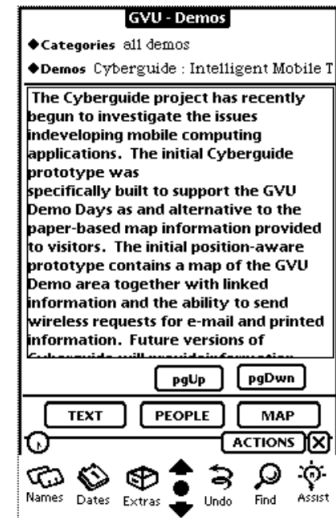 GVU - Demos
◆Categories all demos
◆Demos Cyberguide : Intelligent Mobile T
The Cyberguide project has recently
begun to investigate the issues
indeveloping mobile computing
applications. The initial Cyberguide
prototype was
specifically built to support the GVU
Demo Days as and alternative to the
paper-based map information provided
to visitors. The initial position-aware
prototype contains a map of the GVU
Demo area together with linked
information and the ability to send
wireless requests for e-mail and printed
information. Future versions of
pgUp pgDwn
TEXT PEOPLE MAP
ACTIONS
Names Dates Extras Undo Find Assist